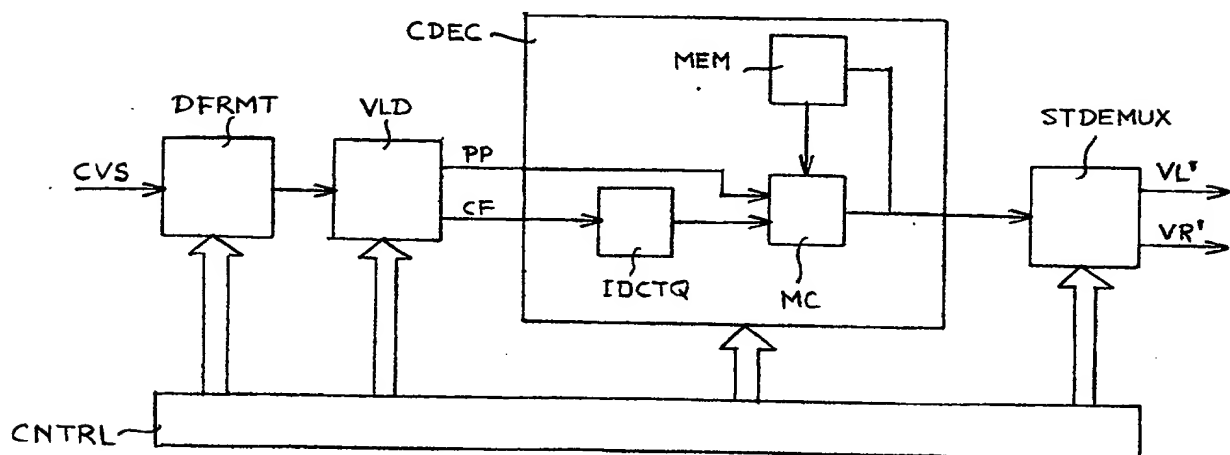 CDEC
MEM
DFRMT
VLD
STDEMUX
CVS
PP
VL'
CF
VR'
IDCTQ
MC
CNTRL